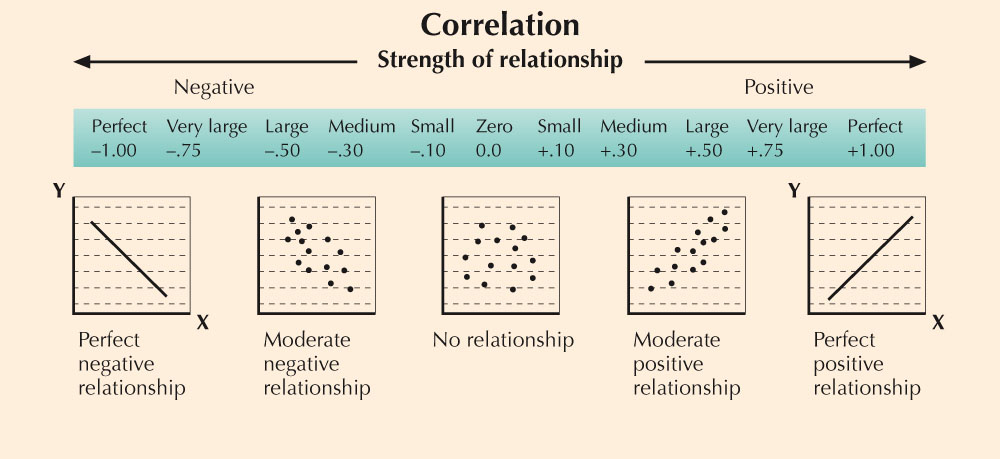 Correlation
Strength of relationship
Negative Positive
Perfect Very large Large Medium Small Zero Small Medium Large Very large Perfect
–1.00 –.75 –.50 –.30 –.10 0.0 +.10 +.30 +.50 +.75 +1.00
Y Y
X X
Perfect
negative
relationship
Moderate
negative
relationship
No relationship
Moderate
positive
relationship
Perfect
positive
relationship